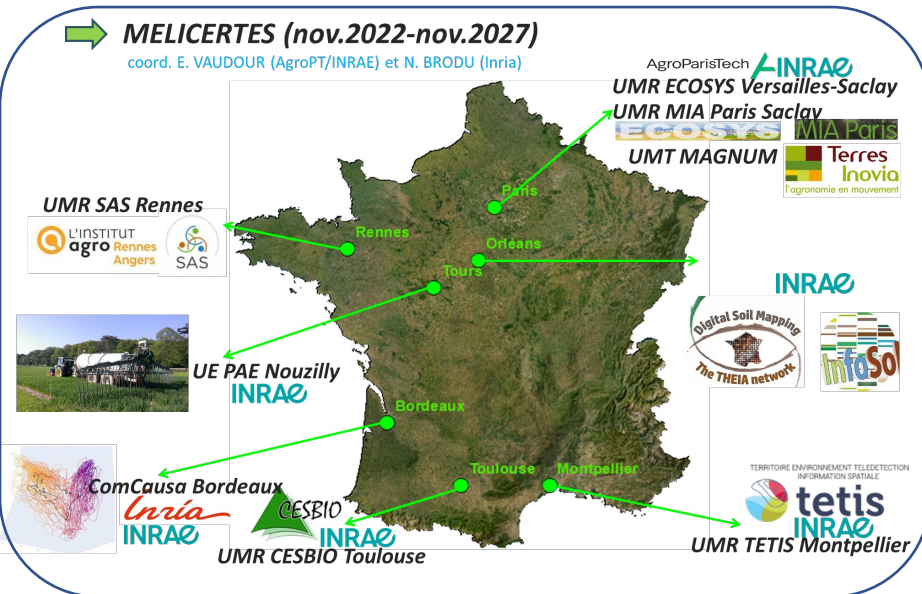 MELICERTES (nov.2022-nov.2027)
coord. E. VAUDOUR (AgroPT/INRAE) et N. BRODU (Inria)
AgroParisTech INRAE
UMR ECOSYS Versailles-Saclay
UMR MIA Paris Saclay
ECOSYS MIA Paris
UMT MAGNUM
Terres
Inovia
l'agronomie en mouvement
Paris
UMR SAS Rennes
L'INSTITUT
agro Rennes
Angers
SAS
Rennes
Orléans
Tours
INRAE
Digital Soil Mapping
The THEIA network
InfoSol
UE PAE Nouzilly
INRAE
Bordeaux
ComCausa Bordeaux
Inria
INRAE
Toulouse
Montpellier
CESBIO
INRAE
UMR CESBIO Toulouse
TERRITOIRE ENVIRONNEMENT TELEDETECTION
INFORMATION SPATIALE
tetis
INRAE
UMR TETIS Montpellier